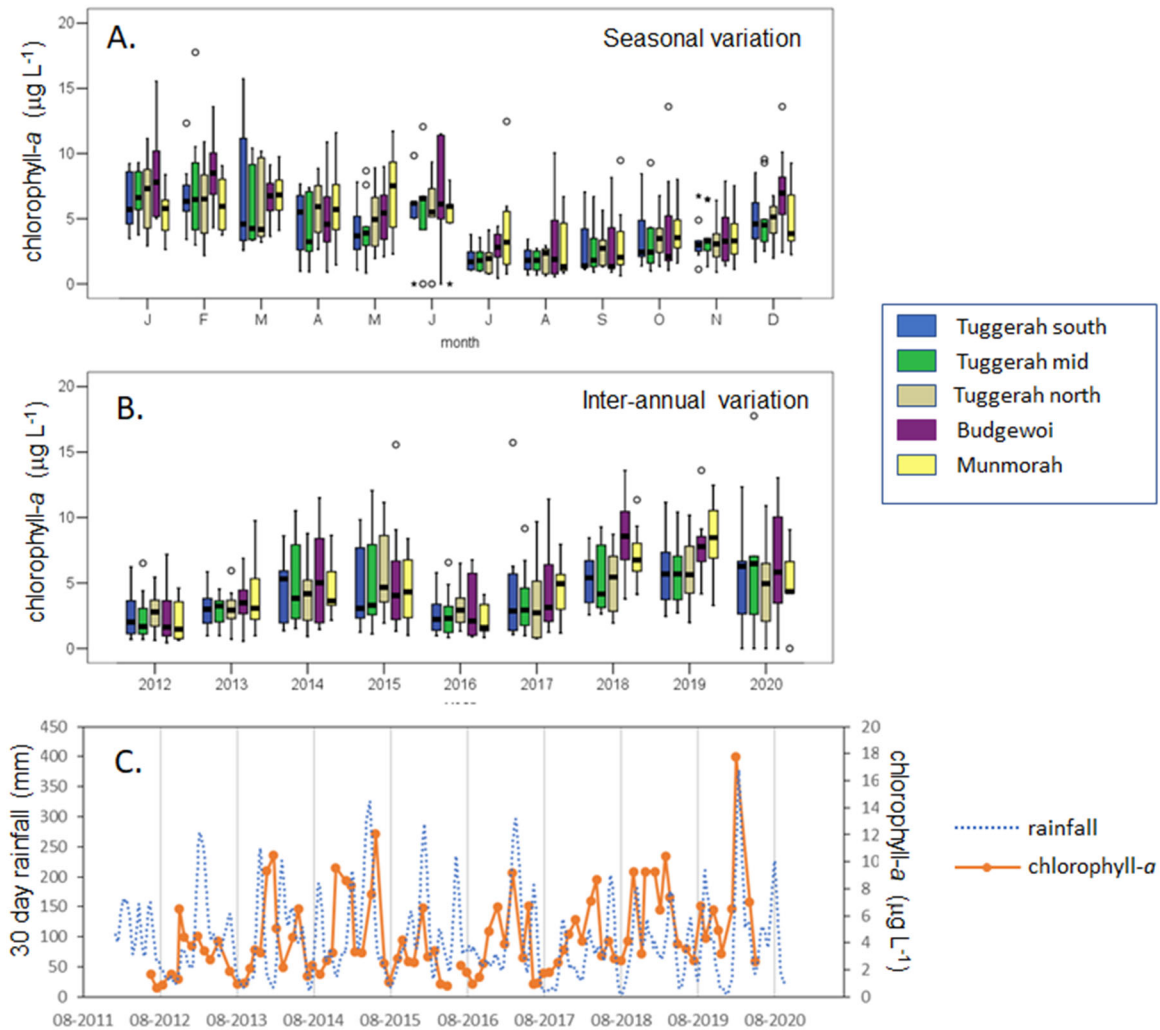 A.
Seasonal variation
chlorophyll-a (µg L-1)
20
15
10
5
0
J F M A M J J A S O N D
month
B.
Inter-annual variation
chlorophyll-a (µg L-1)
20
15
10
5
0
2012 2013 2014 2015 2016 2017 2018 2019 2020
Tuggerah south
Tuggerah mid
Tuggerah north
Budgewoi
Munmorah
C.
30 day rainfall (mm)
450
400
350
300
250
200
150
100
50
0
chlorophyll-a (µg L-1)
20
18
16
14
12
10
8
6
4
2
0
08-2011 08-2012 08-2013 08-2014 08-2015 08-2016 08-2017 08-2018 08-2019 08-2020
rainfall
chlorophyll-a